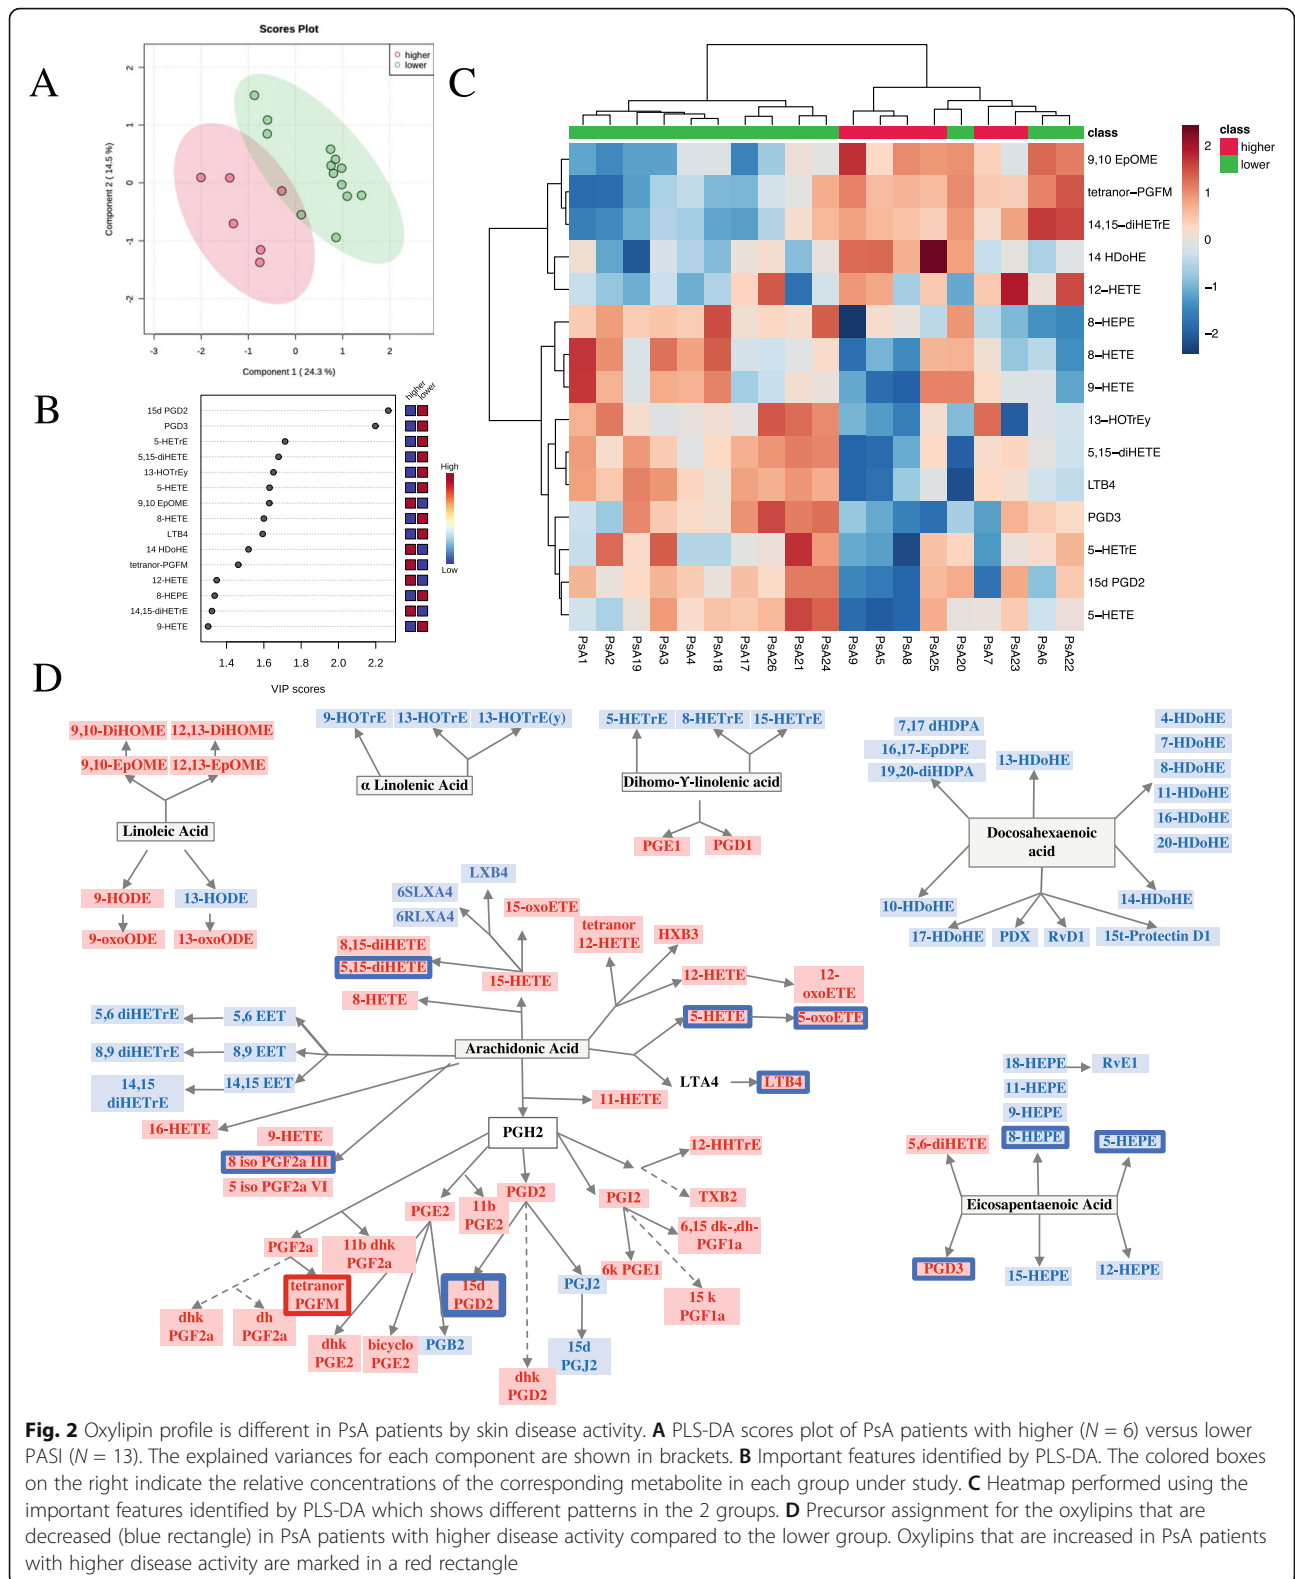 A
Scores Plot
higher
lower
Component 2 ( 14.5 %)
2
1
0
-1
-2
-3
-2
-1
0
1
2
Component 1 ( 24.3 %)
B
higher
lower
15d PGD2
PGD3
5-HETrE
5,15-diHETE
13-HOTrEy
5-HETE
9,10 EpOME
8-HETE
LTB4
14 HDoHE
tetranor-PGFM
12-HETE
8-HEPE
14,15-diHETrE
9-HETE
1.4
1.6
1.8
2.0
2.2
VIP scores
High
Low
C
class
9,10 EpOME
tetranor-PGFM
14,15-diHETrE
14 HDoHE
12-HETE
8-HEPE
8-HETE
9-HETE
13-HOTrEy
5,15-diHETE
LTB4
PGD3
5-HETrE
15d PGD2
5-HETE
PsA1
PsA2
PsA19
PsA3
PsA4
PsA18
PsA17
PsA26
PsA21
PsA24
PsA9
PsA5
PsA8
PsA25
PsA20
PsA7
PsA23
PsA6
PsA22
2
1
0
-1
-2
class
higher
lower
D
9,10-DiHOME
12,13-DiHOME
9,10-EpOME
12,13-EpOME
Linoleic Acid
9-HODE
13-HODE
9-oxoODE
13-oxoODE
9-HOTrE
13-HOTrE
13-HOTrE(y)
α Linolenic Acid
5-HETrE
8-HETrE
15-HETrE
Dihomo-Y-linolenic acid
PGE1
PGD1
7,17 dHDPA
16,17-EpDPE
19,20-diHDPA
13-HDoHE
4-HDoHE
7-HDoHE
8-HDoHE
11-HDoHE
16-HDoHE
20-HDoHE
Docosahexaenoic
acid
10-HDoHE
14-HDoHE
17-HDoHE
PDX
RvD1
15t-Protectin D1
LXB4
6SLXA4
6RLXA4
15-oxoETE
8,15-diHETE
5,15-diHETE
15-HETE
8-HETE
tetranor
12-HETE
HXB3
12-HETE
12-
oxoETE
5-HETE
5-oxoETE
Arachidonic Acid
LTA4
LTB4
11-HETE
5,6 diHETrE
5,6 EET
8,9 diHETrE
8,9 EET
14,15
diHETrE
14,15 EET
16-HETE
9-HETE
8 iso PGF2a III
5 iso PGF2a VI
PGH2
12-HHTrE
TXB2
PGE2
11b
PGE2
PGD2
PGI2
6,15 dk-,dh-
PGF1a
6k PGE1
15 k
PGF1a
PGF2a
11b dhk
PGF2a
tetranor
PGFM
dhk
PGF2a
dh
PGF2a
dhk
PGE2
bicyclo
PGE2
PGB2
15d
PGD2
PGJ2
15d
PGJ2
dhk
PGD2
18-HEPE
RvE1
11-HEPE
9-HEPE
8-HEPE
5-HEPE
5,6-diHETE
Eicosapentaenoic Acid
PGD3
15-HEPE
12-HEPE
Fig. 2 Oxylipin profile is different in PsA patients by skin disease activity. A PLS-DA scores plot of PsA patients with higher (N = 6) versus lower
PASI (N = 13). The explained variances for each component are shown in brackets. B Important features identified by PLS-DA. The colored boxes
on the right indicate the relative concentrations of the corresponding metabolite in each group under study. C Heatmap performed using the
important features identified by PLS-DA which shows different patterns in the 2 groups. D Precursor assignment for the oxylipins that are
decreased (blue rectangle) in PsA patients with higher disease activity compared to the lower group. Oxylipins that are increased in PsA patients
with higher disease activity are marked in a red rectangle